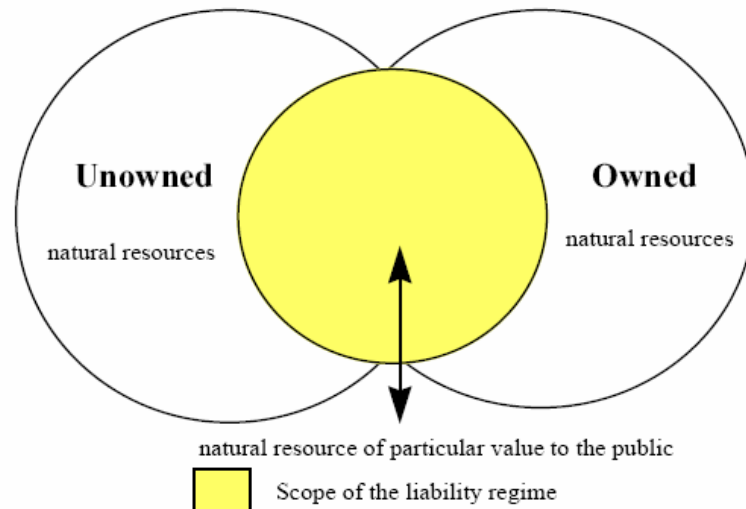 Unowned
natural resources
Owned
natural resources
natural resource of particular value to the public
Scope of the liability regime